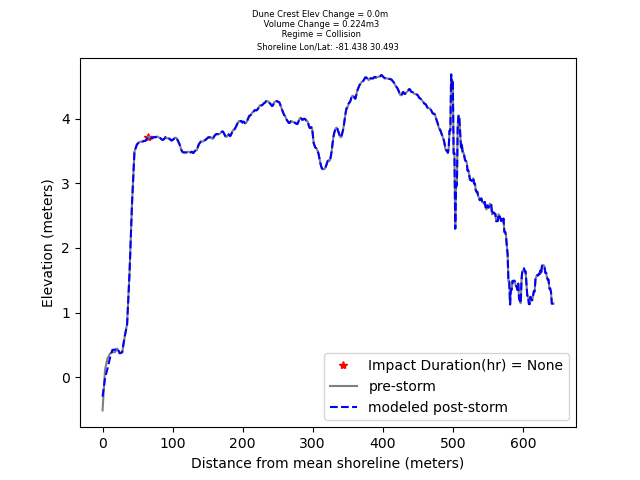 Dune Crest Elev Change = 0.0m
Volume Change = 0.224m3
Regime = Collision
Shoreline Lon/Lat: -81.438 30.493
4
3
2
1
0
Elevation (meters)
Impact Duration(hr) = None
pre-storm
modeled post-storm
0 100 200 300 400 500 600
Distance from mean shoreline (meters)